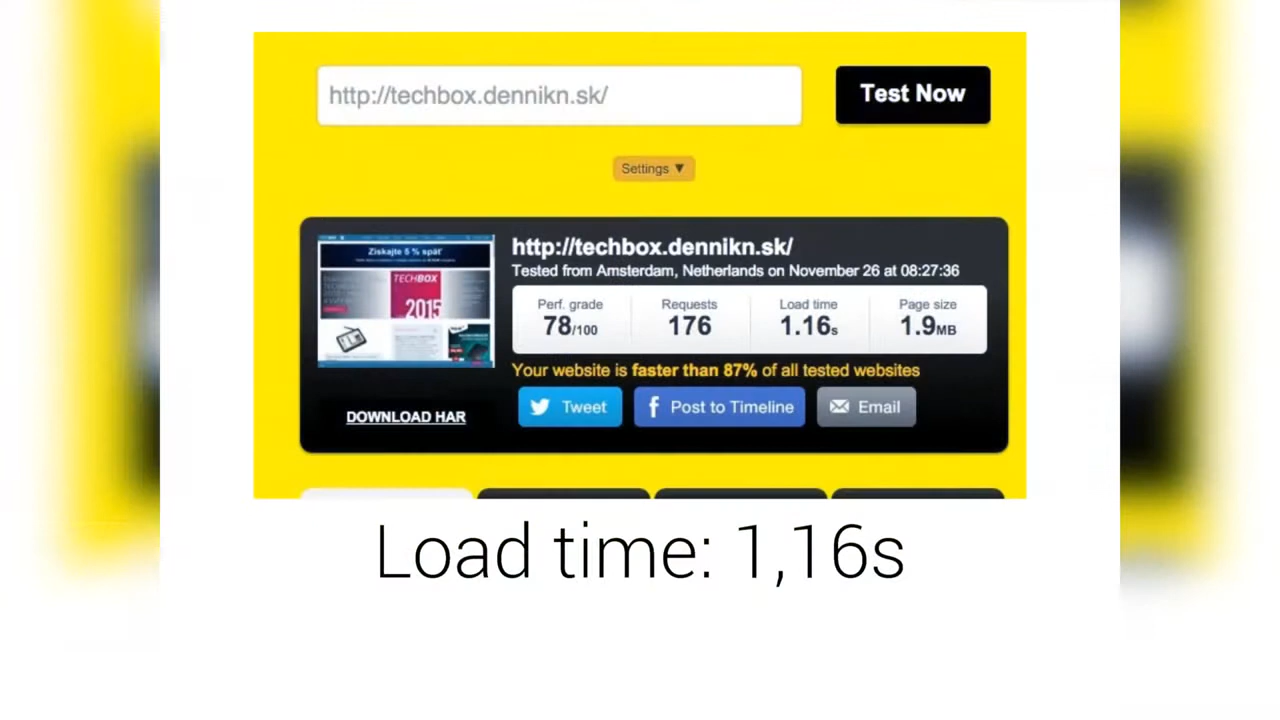 http://techbox.dennikn.sk/
Test Now
Settings ▼
Získajte 5 % späť
TECHBOX
2015
http://techbox.dennikn.sk/
Tested from Amsterdam, Netherlands on November 26 at 08:27:36
Perf. grade Requests Load time Page size
78/100 176 1.16s 1.9MB
Your website is faster than 87% of all tested websites
DOWNLOAD HAR
Tweet Post to Timeline Email
Load time: 1,16s